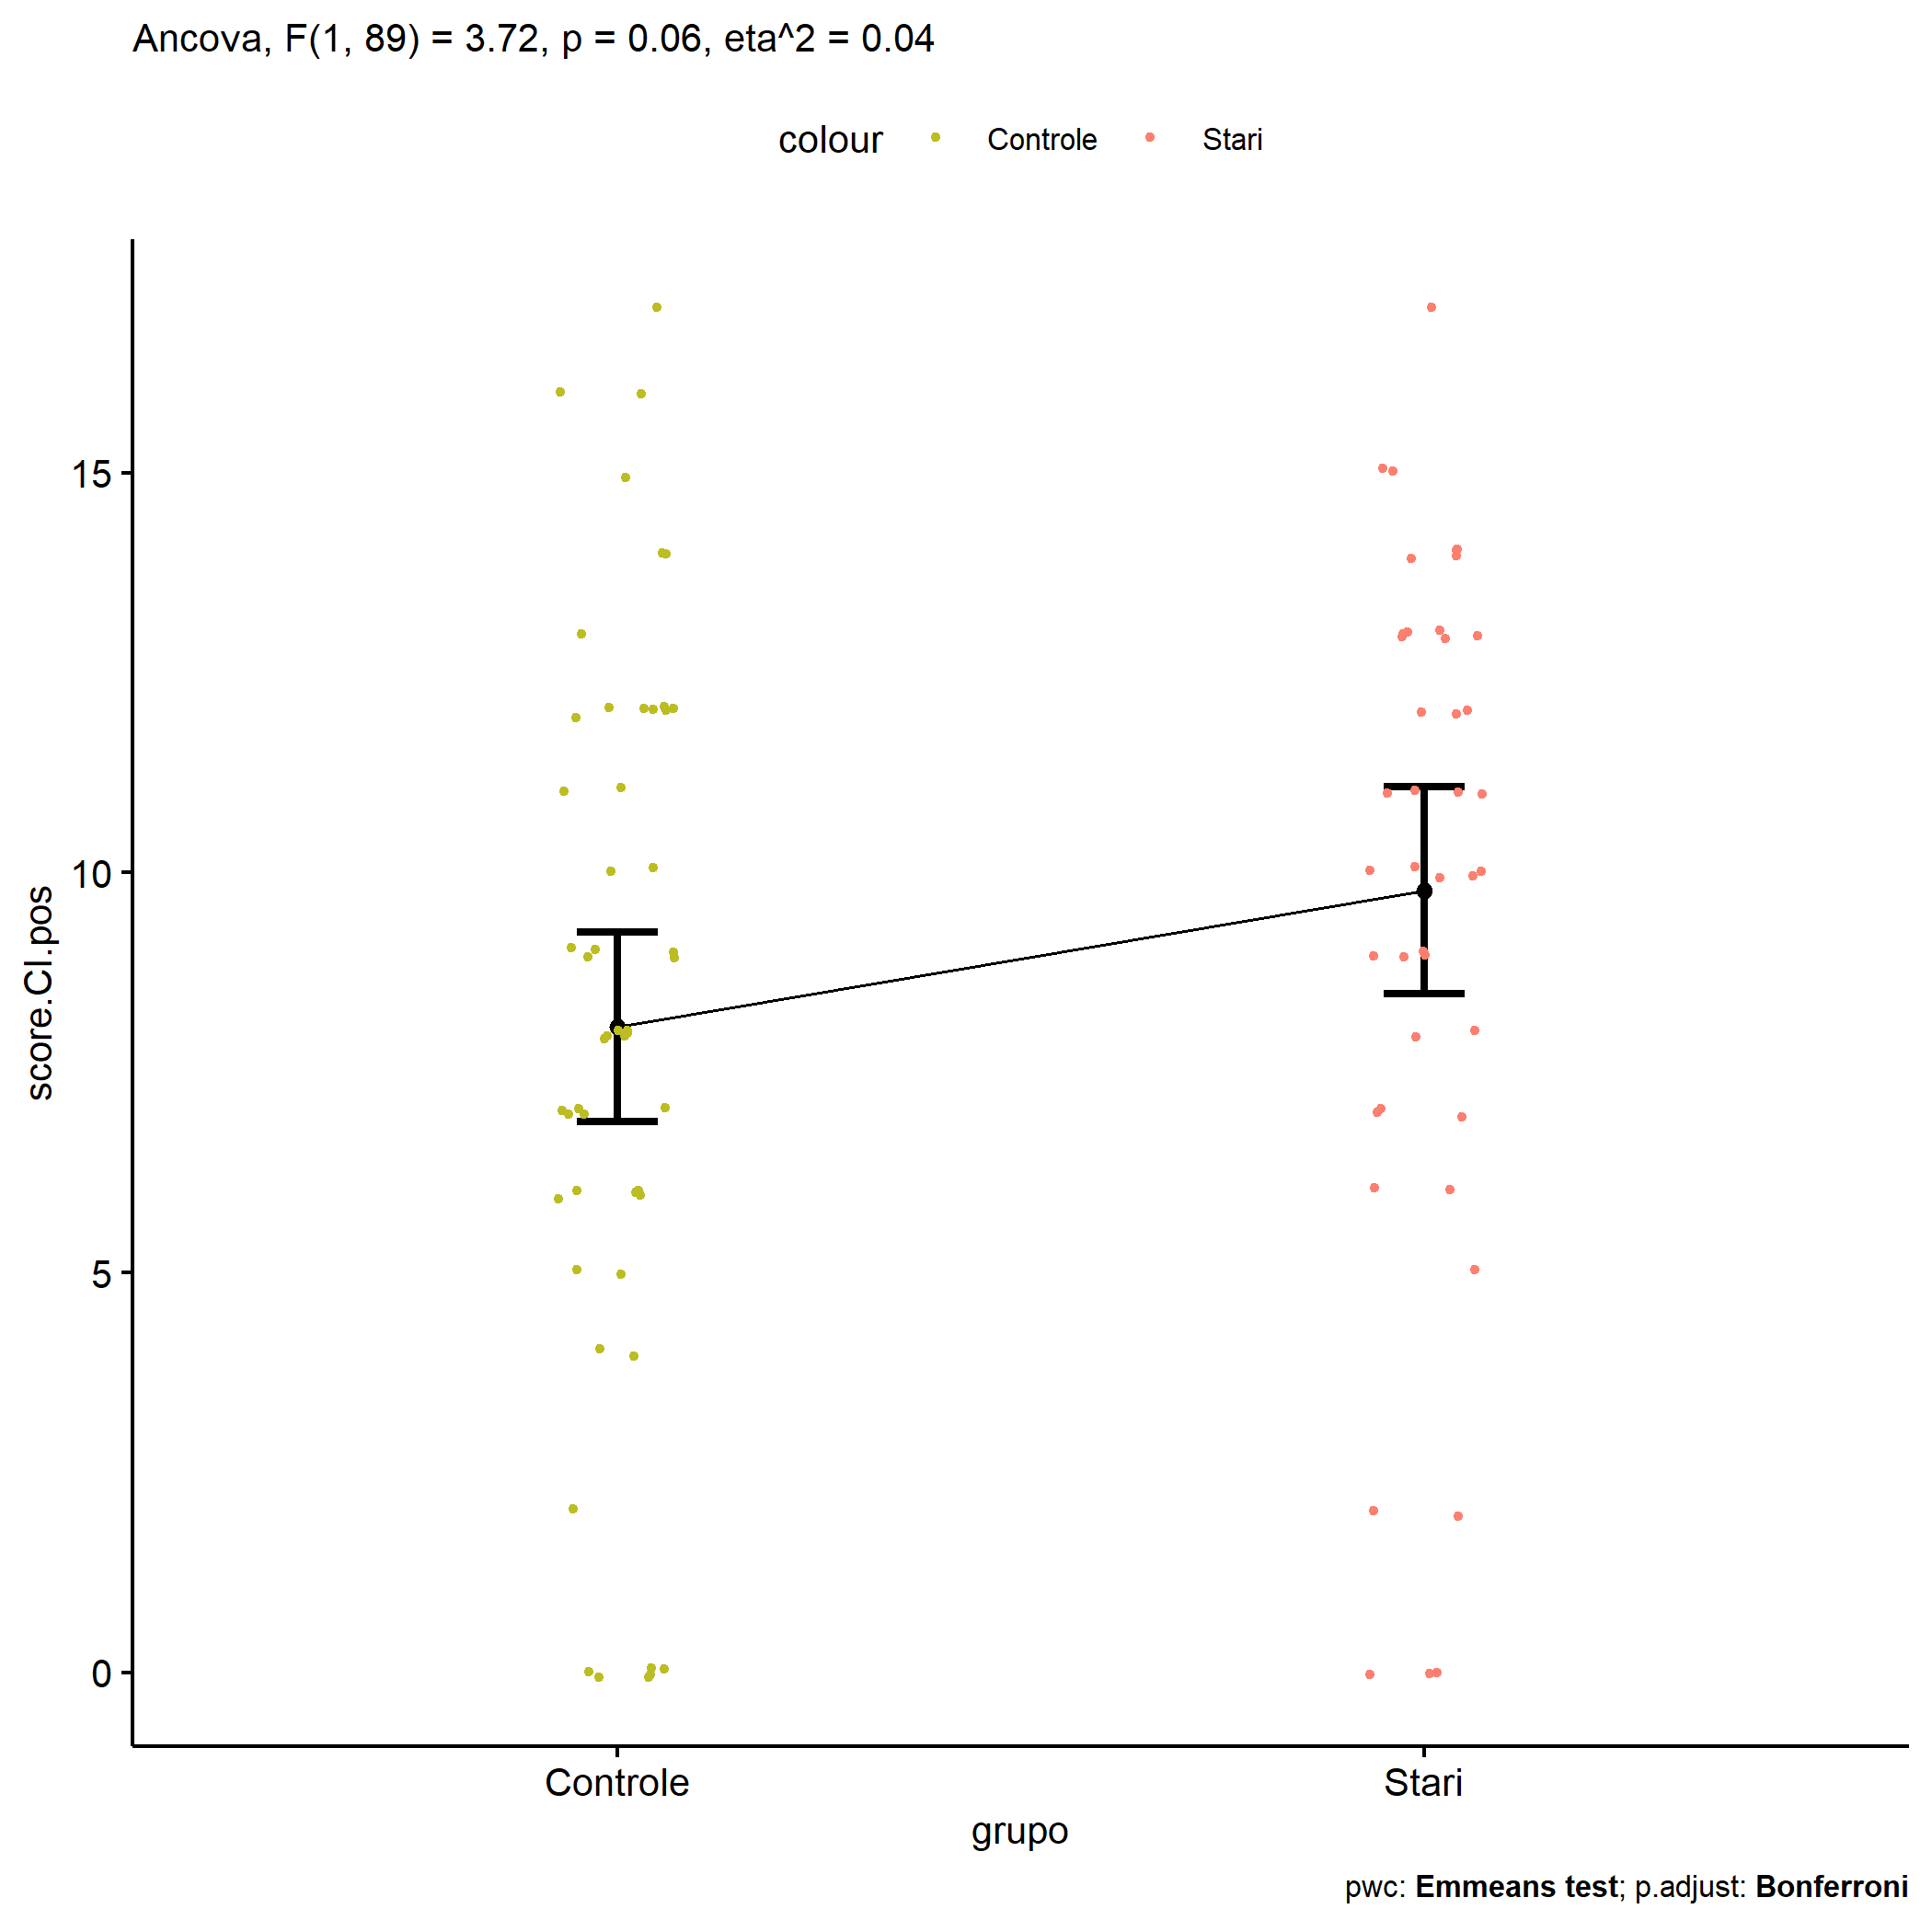 Ancova, F(1, 89) = 3.72, p = 0.06, eta^2 = 0.04
colour Controle Stari
15
10
5
0
score.CI.pos
Controle Stari
grupo
pwc: Emmeans test; p.adjust: Bonferroni